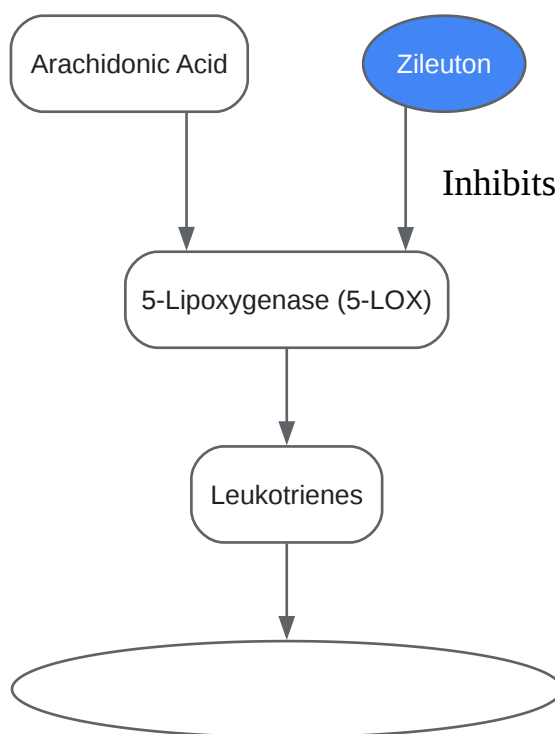 Arachidonic Acid
Zileuton
Inhibits
5-Lipoxygenase (5-LOX)
Leukotrienes